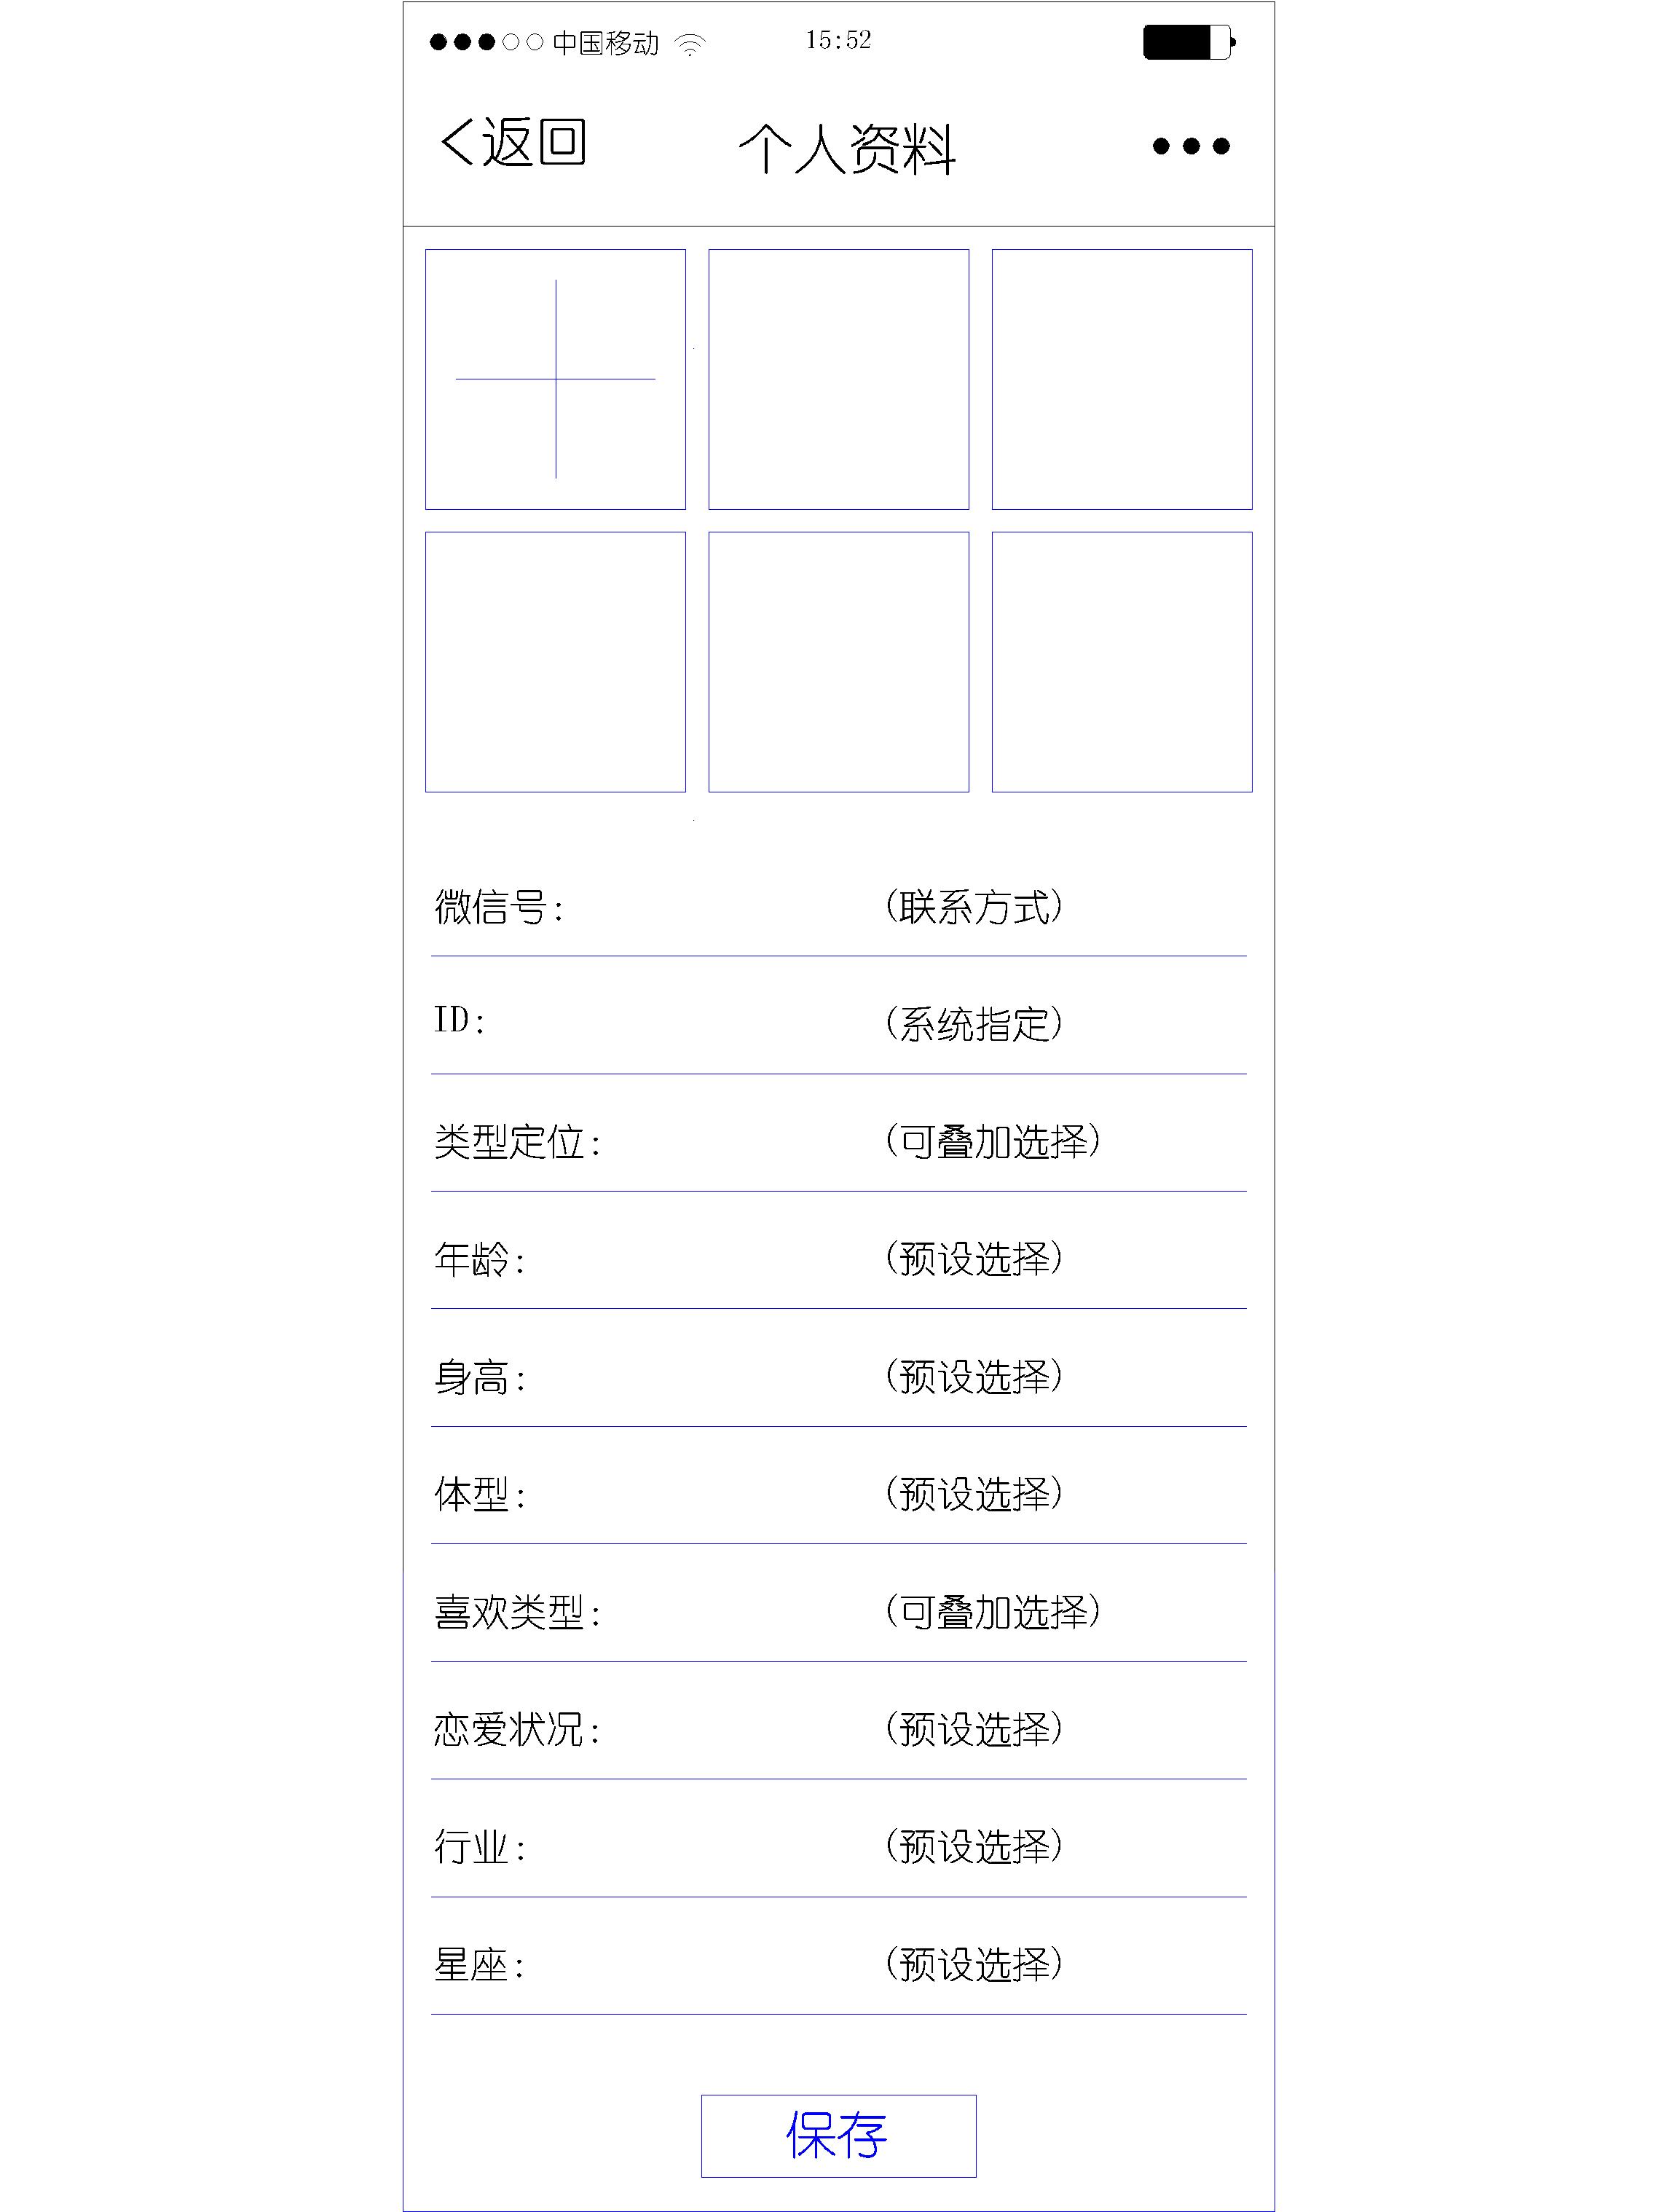 中国移动 15:52
<返回 个人资料 •••
微信号: (联系方式)
ID: (系统指定)
类型定位: (可叠加选择)
年龄: (预设选择)
身高: (预设选择)
体型: (预设选择)
喜欢类型: (可叠加选择)
恋爱状况: (预设选择)
行业: (预设选择)
星座: (预设选择)
保存